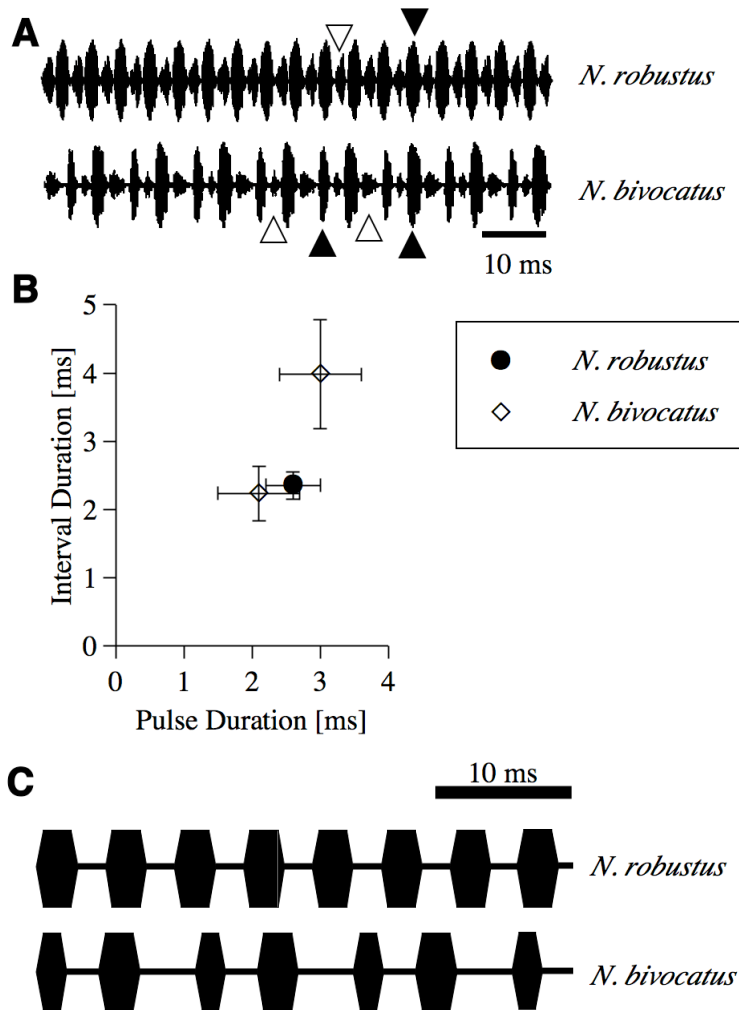 A
N. robustus
N. bivocatus
10 ms
B
5
4
3
2
1
0
Interval Duration [ms]
0 1 2 3 4
Pulse Duration [ms]
N. robustus
N. bivocatus
C
10 ms
N. robustus
N. bivocatus